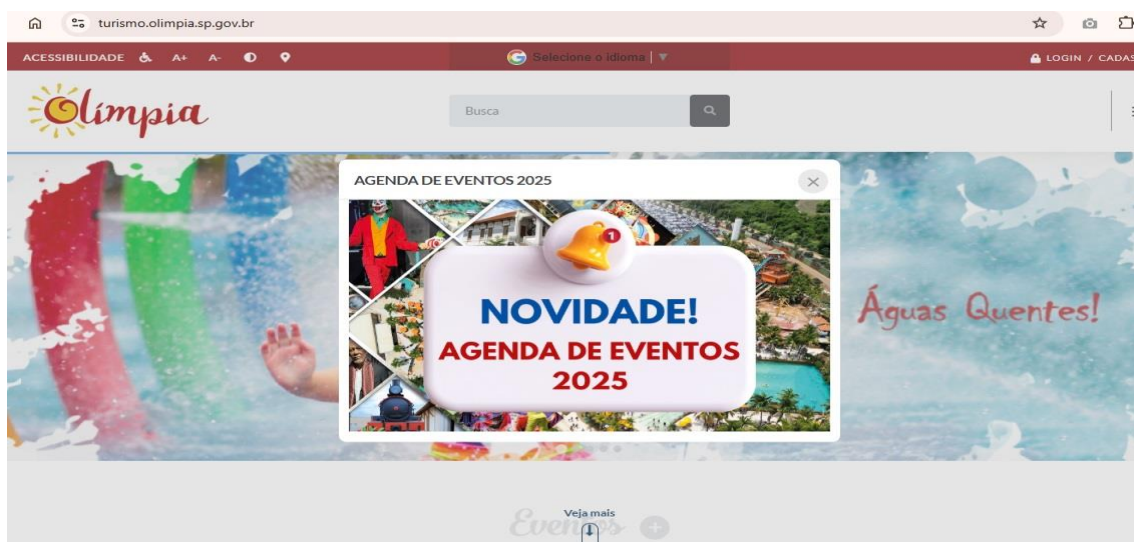 turismo.olimpia.sp.gov.br
ACESSIBILIDADE A+ A- LOGIN / CADAS
Selecione o idioma
Olímpia
Busca
AGENDA DE EVENTOS 2025
1
NOVIDADE!
AGENDA DE EVENTOS
2025
Águas Quentes!
Veja mais
Eventos